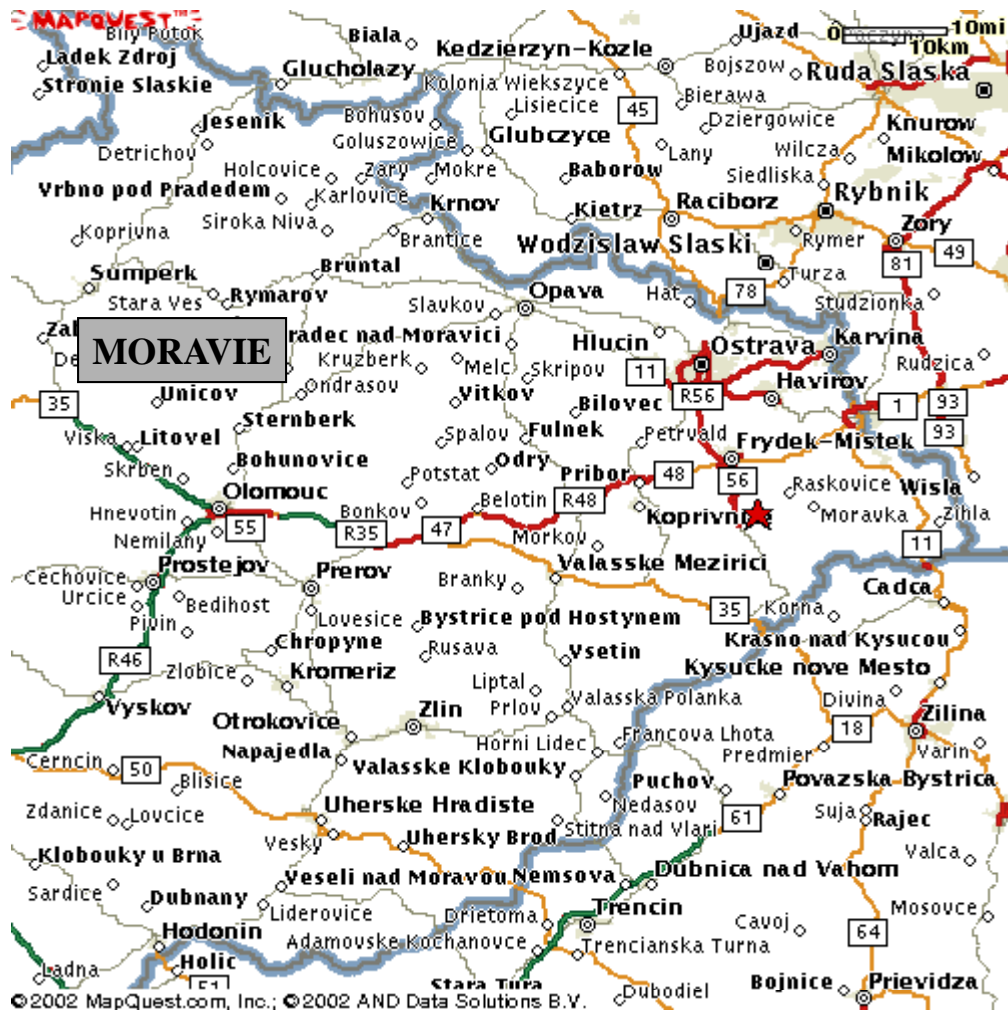 MAPQUEST™
Bily Potok
Biala
Kedzierzyn-Kozle
Ujazd
0 10mi
10km
Ladek Zdroj
Glucholazy
Kolonia Wiekszyce
Bojszow
Ruda Slaska
Stronie Slaskie
Lisiecice
45
Bierawa
Jesenik
Bohusov
Dziergowice
Knurow
Goluszowice
Glubczyce
Detrichov
Lany
Wilcza
Mikolow
Holcovice
Zary
Mokre
Baborow
Siedliska
Vrbno pod Pradedem
Karlovice
Krnov
Kietrz
Raciborz
Rybnik
Siroka Niva
Koprivna
Brantice
Wodzislaw Slaski
Rymer
Zory
49
81
Sumperk
Bruntal
Turza
Stara Ves
Rymarov
Slavkov
Opava
Hat
78
Studzionka
MORAVIE
radec nad Moravici
Hlucin
Ostrava
Karvina
Kruzberk
Melc
Skripov
11
Rudzica
Ondrasov
Havirov
35
Unicov
Vitkov
Bilovec
R56
1
93
93
Sternberk
Viska
Litovel
Spalov
Fulnek
Petrvald
Frydek-Mistek
Skrben
Bohunovice
Potstat
Odry
Pribor
48
56
Raskovice
Wisla
Olomouc
Belotin
R48
Hnevotin
55
Bonkov
R35
47
Koprivni
Moravka
Zihla
Nemilany
Morkov
11
Prostejov
Prerov
Valasske Mezirici
Cechovice
Branky
Cadca
Urcice
Bedihost
Lovesice
Bystrice pod Hostynem
35
Korna
Pivin
Chropyne
Krasno nad Kysucou
Rusava
Vsetin
R46
Zlobice
Kromeriz
Kysucke nove Mesto
Liptal
Valasska Polanka
Divina
Vyskov
Prlov
Zlin
Otrokovice
18
Zilina
Napajedla
Horni Lidec
Francova Lhota
Predmier
Varin
Cerncin
50
Valasske Klobouky
Blisice
Puchov
Povazska Bystrica
Zdanice
Lovcice
Uherske Hradiste
Nedasov
61
Suja
Rajec
Vesky
Uhersky Brod
Stitna nad Vlari
Klobouky u Brna
Valca
Sardice
Veseli nad Moravou
Nemsova
Dubnica nad Vahom
Dubnany
Liderovice
Drietoma
Trencin
Mosovce
Cavoj
Hodonin
Adamovske Kochanovce
Trencianska Turna
64
Ladna
Holic
51
Stara Tura
Bojnice
Prievidza
Dubodiel
©2002 MapQuest.com, Inc.; ©2002 AND Data Solutions B.V.